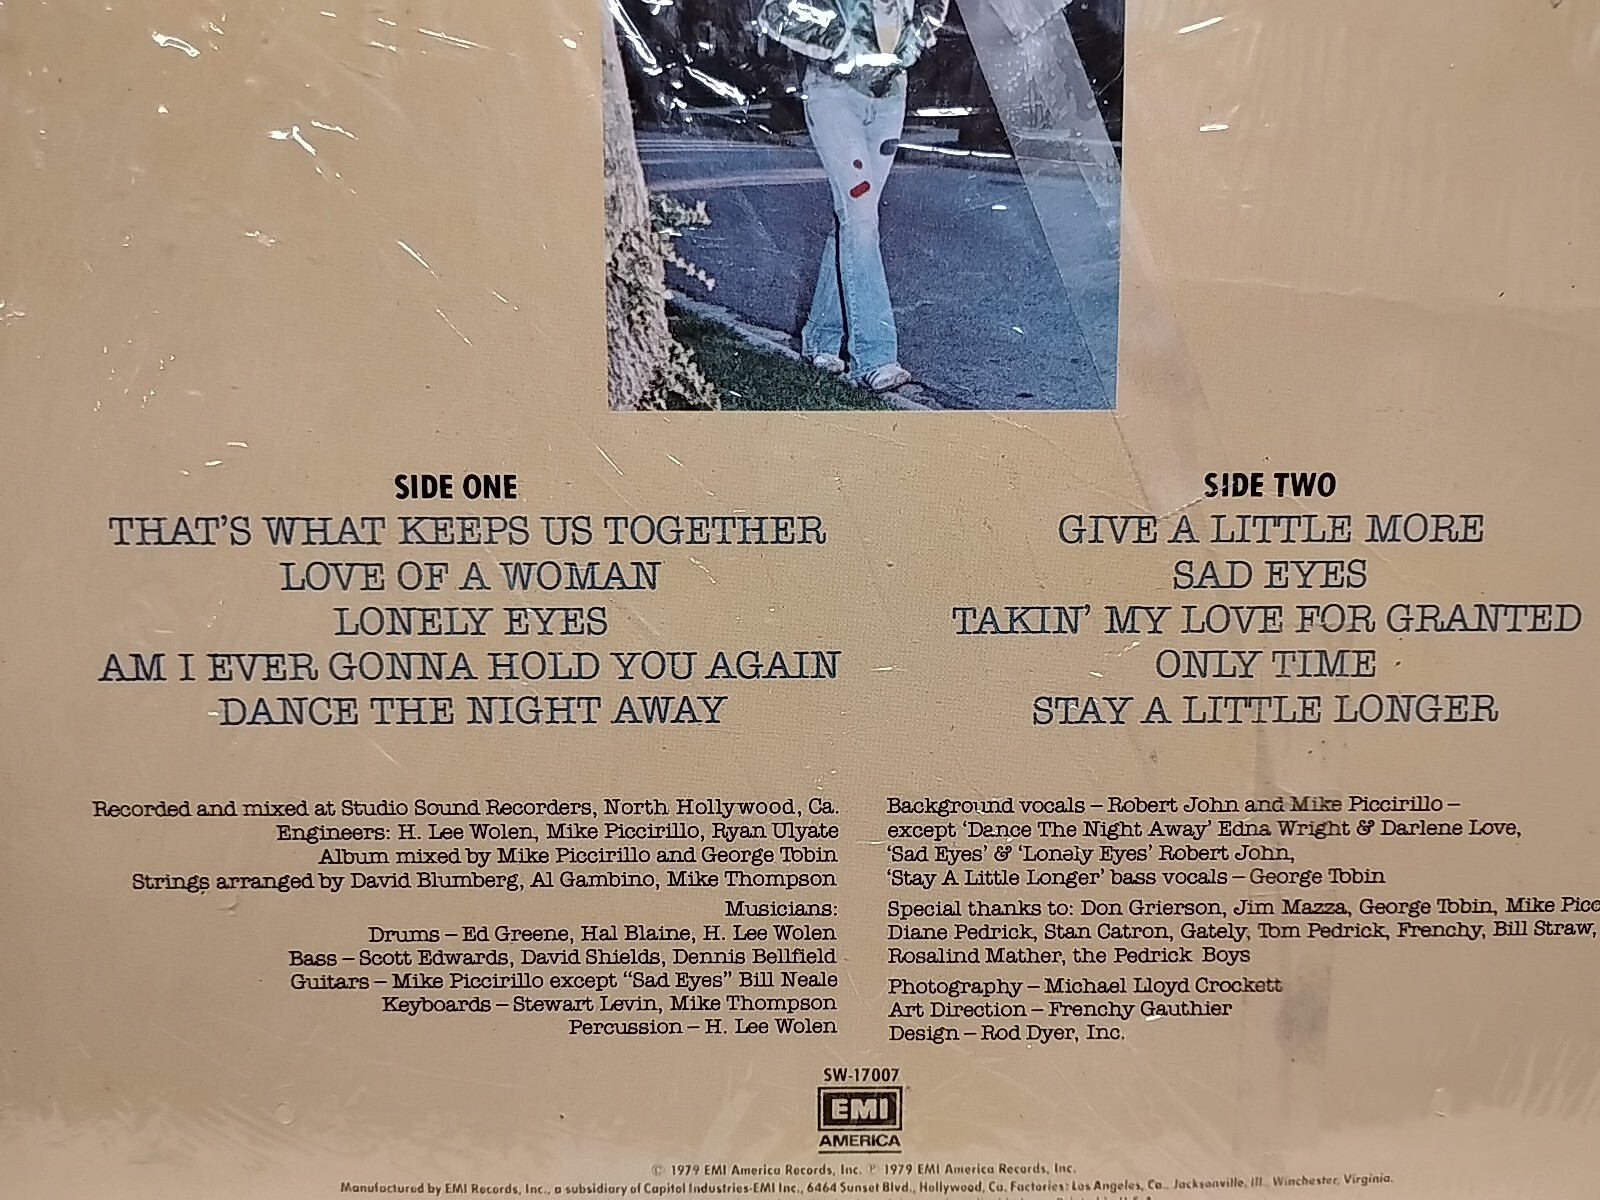 SIDE ONE
THAT'S WHAT KEEPS US TOGETHER
LOVE OF A WOMAN
LONELY EYES
AM I EVER GONNA HOLD YOU AGAIN
DANCE THE NIGHT AWAY
SIDE TWO
GIVE A LITTLE MORE
SAD EYES
TAKIN' MY LOVE FOR GRANTED
ONLY TIME
STAY A LITTLE LONGER
Recorded and mixed at Studio Sound Recorders, North Hollywood, Ca.
Engineers: H. Lee Wolen, Mike Piccirillo, Ryan Ulyate
Album mixed by Mike Piccirillo and George Tobin
Strings arranged by David Blumberg, Al Gambino, Mike Thompson
Musicians:
Drums – Ed Greene, Hal Blaine, H. Lee Wolen
Bass – Scott Edwards, David Shields, Dennis Bellfield
Guitars – Mike Piccirillo except "Sad Eyes" Bill Neale
Keyboards – Stewart Levin, Mike Thompson
Percussion – H. Lee Wolen
Background vocals – Robert John and Mike Piccirillo –
except 'Dance The Night Away' Edna Wright & Darlene Love,
'Sad Eyes' & 'Lonely Eyes' Robert John,
'Stay A Little Longer' bass vocals – George Tobin
Special thanks to: Don Grierson, Jim Mazza, George Tobin, Mike Picc
Diane Pedrick, Stan Catron, Gately, Tom Pedrick, Frenchy, Bill Straw,
Rosalind Mather, the Pedrick Boys
Photography – Michael Lloyd Crockett
Art Direction – Frenchy Gauthier
Design – Rod Dyer, Inc.
SW-17007
EMI
AMERICA
© 1979 EMI America Records, Inc. ℗ 1979 EMI America Records, Inc.
Manufactured by EMI Records, Inc., a subsidiary of Capitol Industries-EMI Inc., 6464 Sunset Blvd., Hollywood, Ca. Factories: Los Angeles, Ca., Jacksonville, Ill., Winchester, Virginia.